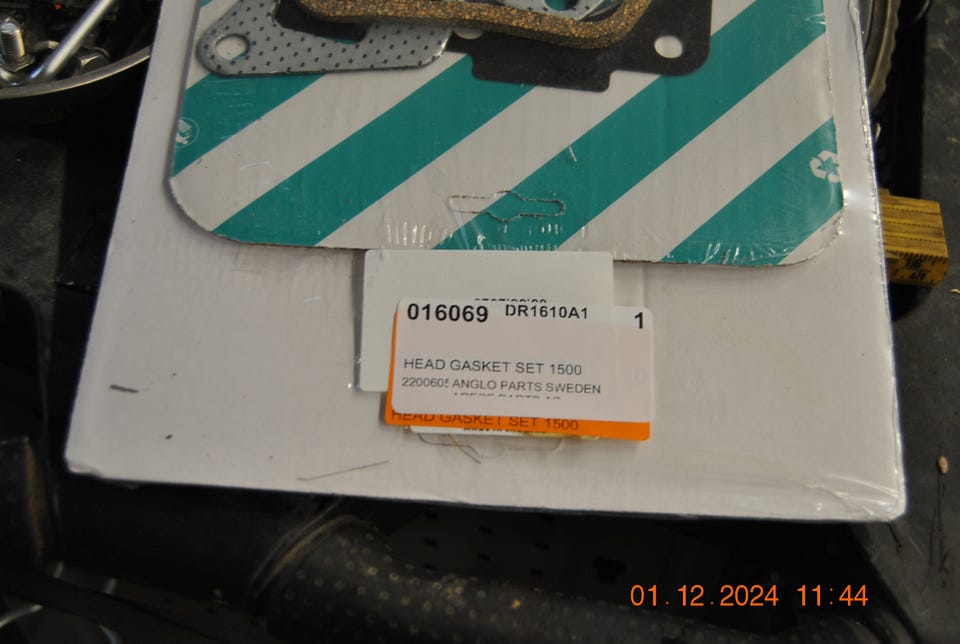 016069 DR1610A1 1
HEAD GASKET SET 1500
220060 ANGLO PARTS SWEDEN
HEAD GASKET SET 1500
01.12.2024 11:44